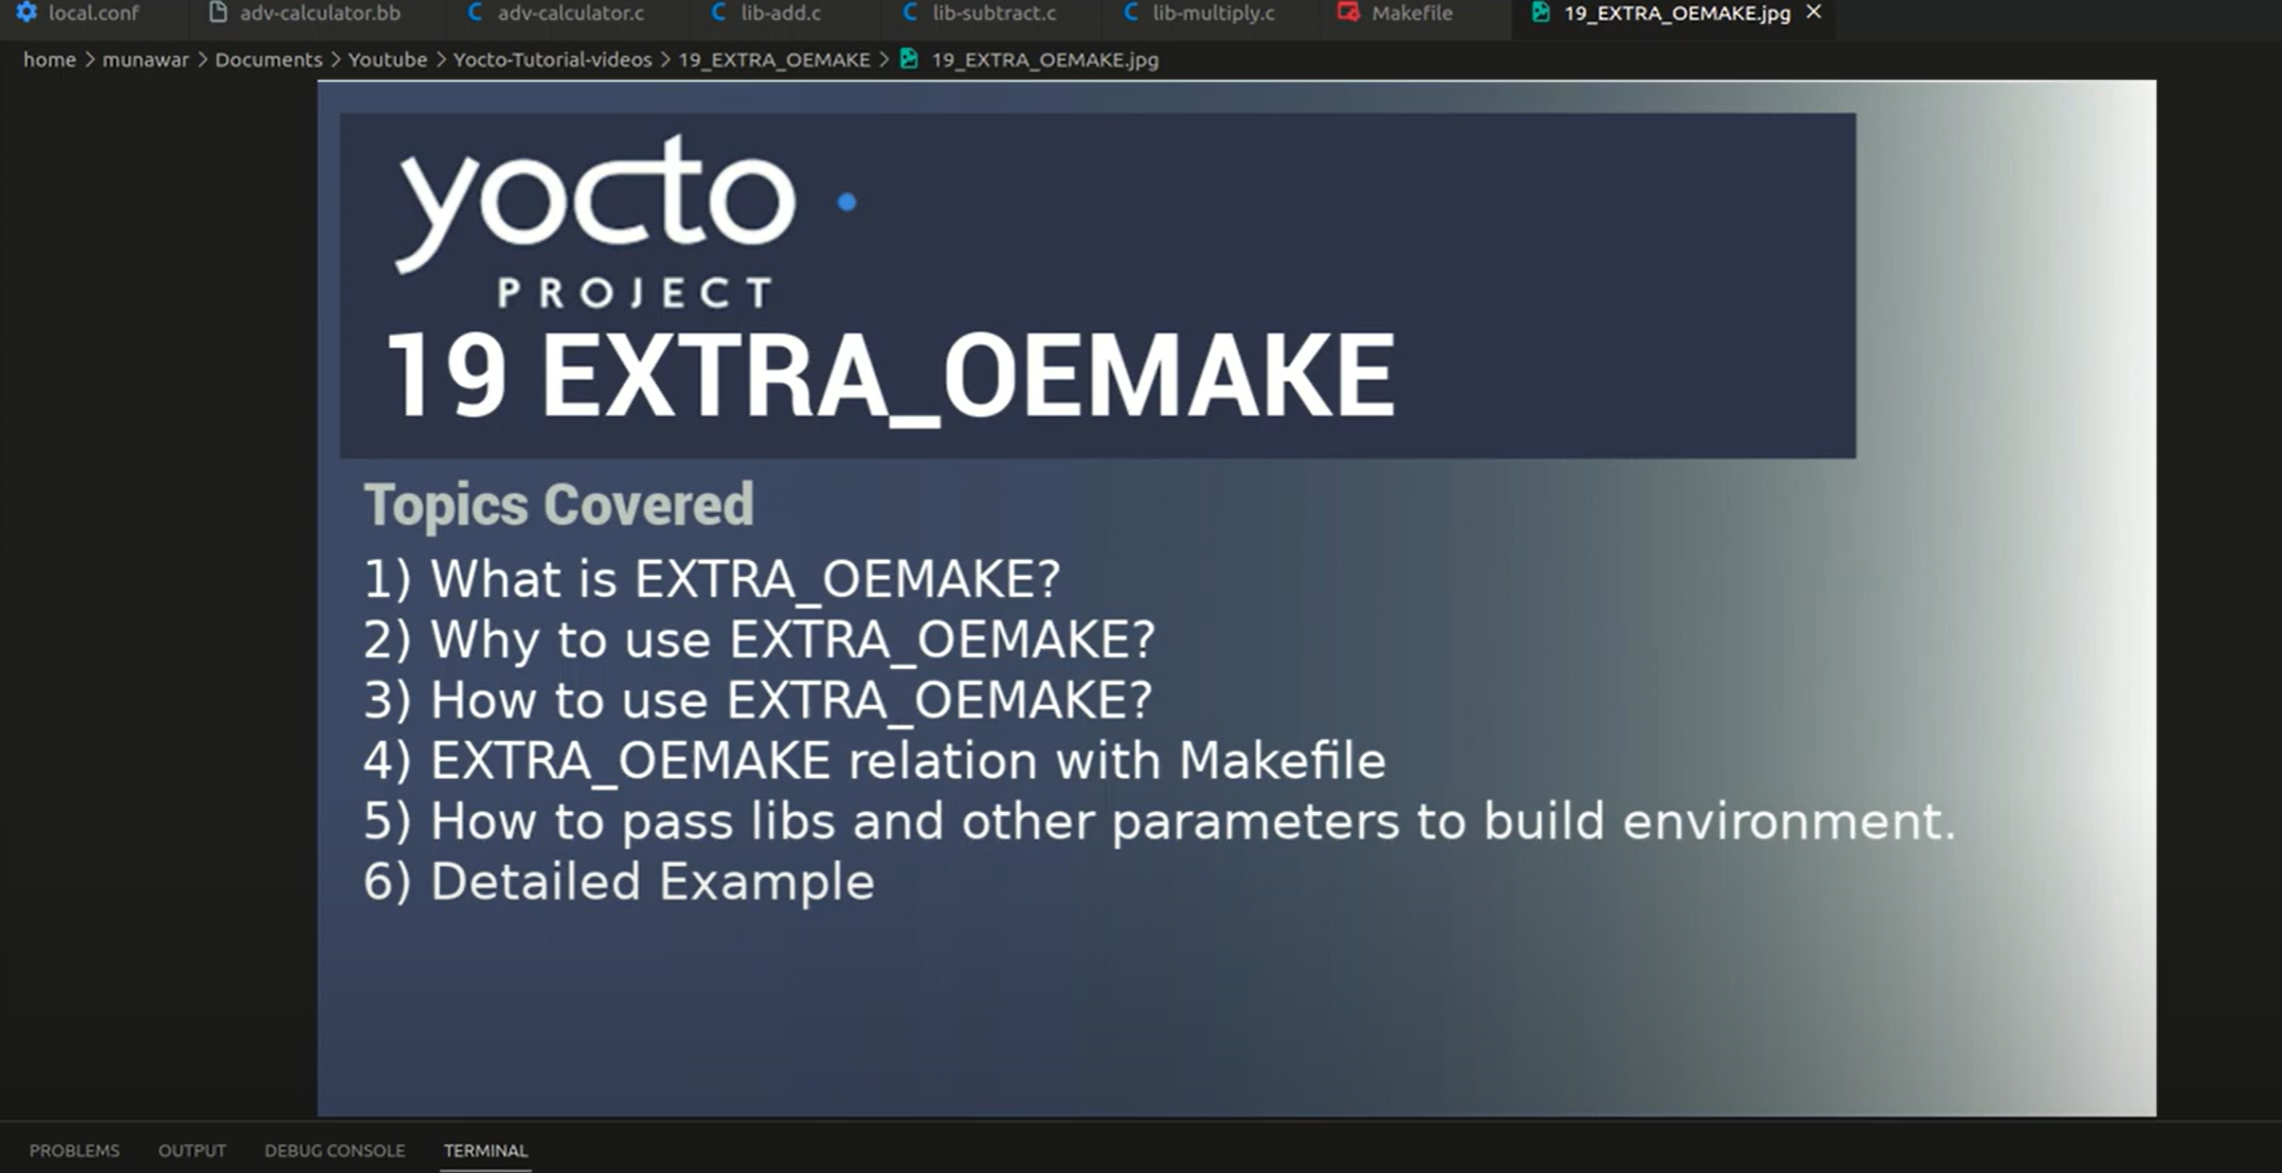 local.conf adv-calculator.bb adv-calculator.c lib-add.c lib-subtract.c lib-multiply.c Makefile 19_EXTRA_OEMAKE.jpg
home > munawar > Documents > Youtube > Yocto-Tutorial-videos > 19_EXTRA_OEMAKE > 19_EXTRA_OEMAKE.jpg
yocto
PROJECT
19 EXTRA_OEMAKE
Topics Covered
1) What is EXTRA_OEMAKE?
2) Why to use EXTRA_OEMAKE?
3) How to use EXTRA_OEMAKE?
4) EXTRA_OEMAKE relation with Makefile
5) How to pass libs and other parameters to build environment.
6) Detailed Example
PROBLEMS OUTPUT DEBUG CONSOLE TERMINAL